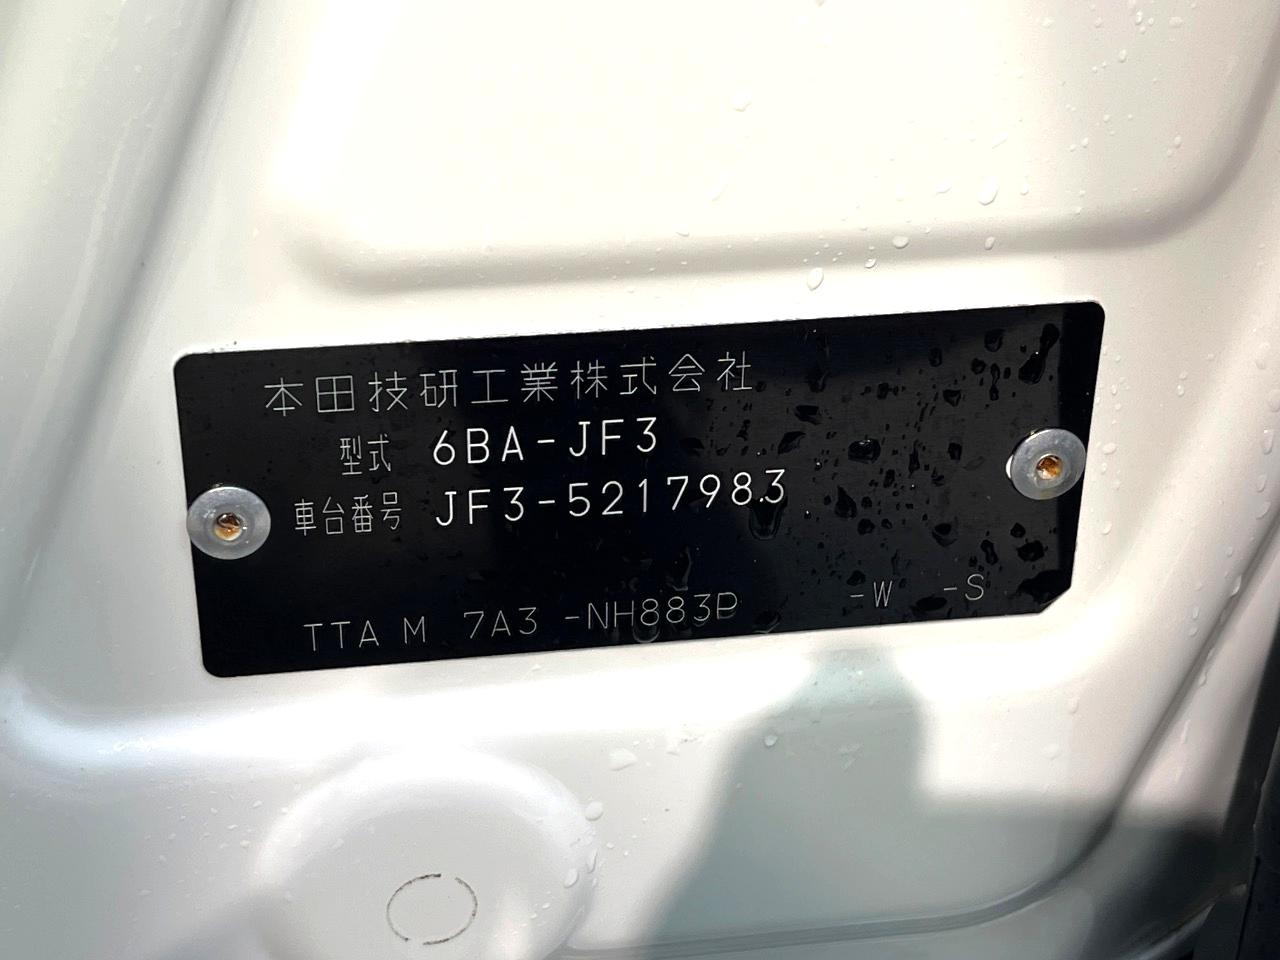 本田技研工業株式会社
型式 6BA-JF3
車台番号 JF3-5217983
TTA M 7A3 -NH883P -W -S